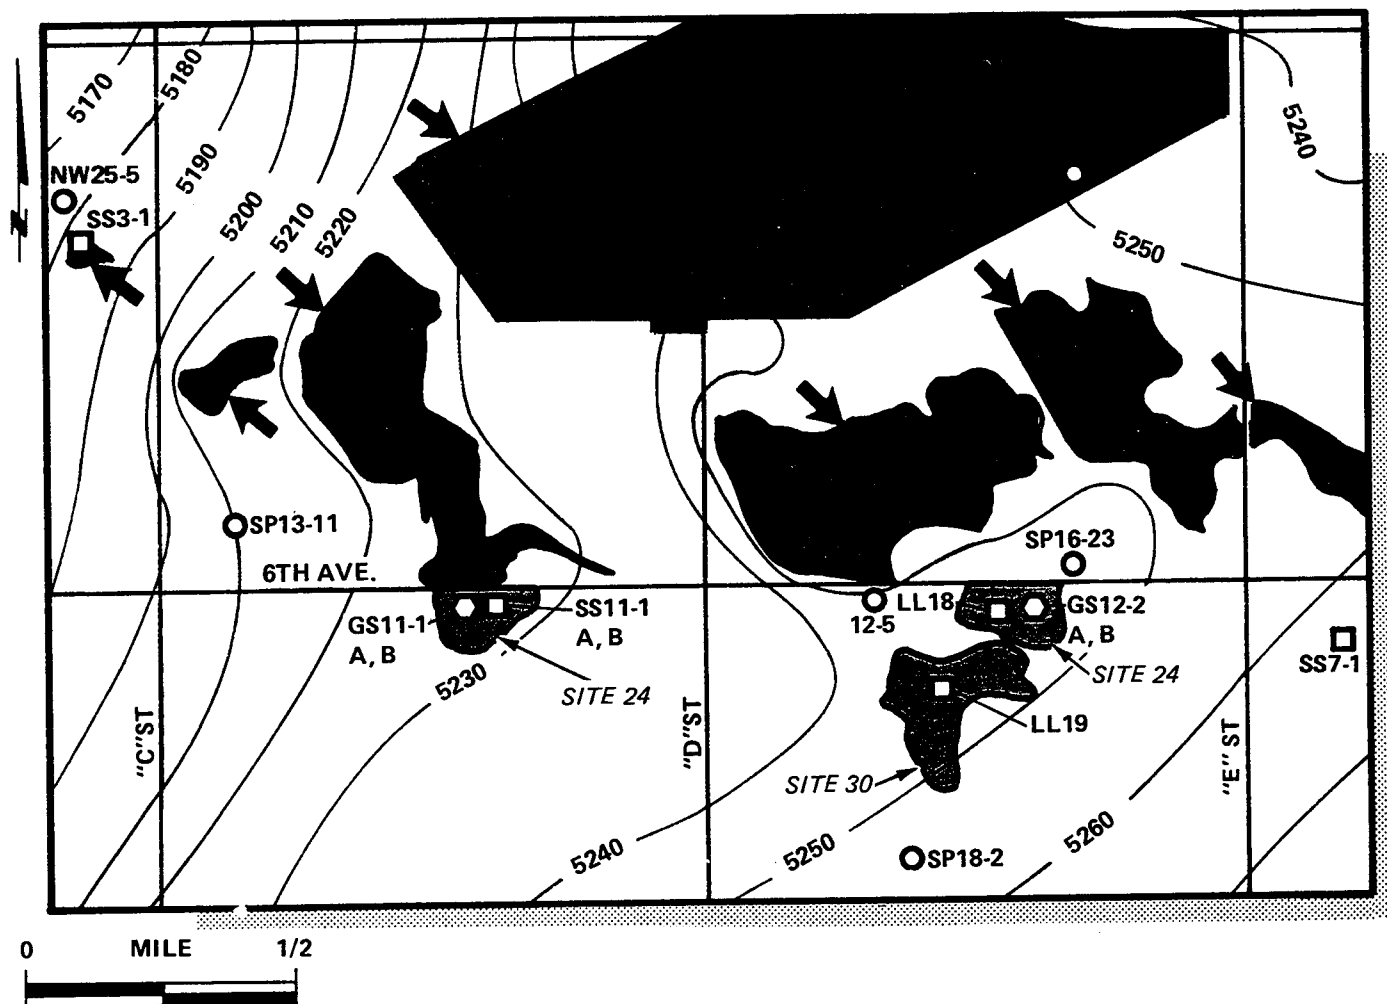 5170
5180
5190
5200
5210
5220
5240
5250
N
NW25-5
SS3-1
SP13-11
6TH AVE.
SP16-23
GS11-1
A, B
SS11-1
A, B
12-5
LL18
GS12-2
A, B
SS7-1
5230
SITE 24
SITE 24
LL19
"C" ST
"D" ST
"E" ST
SITE 30
5240
5250
5260
SP18-2
0 MILE 1/2